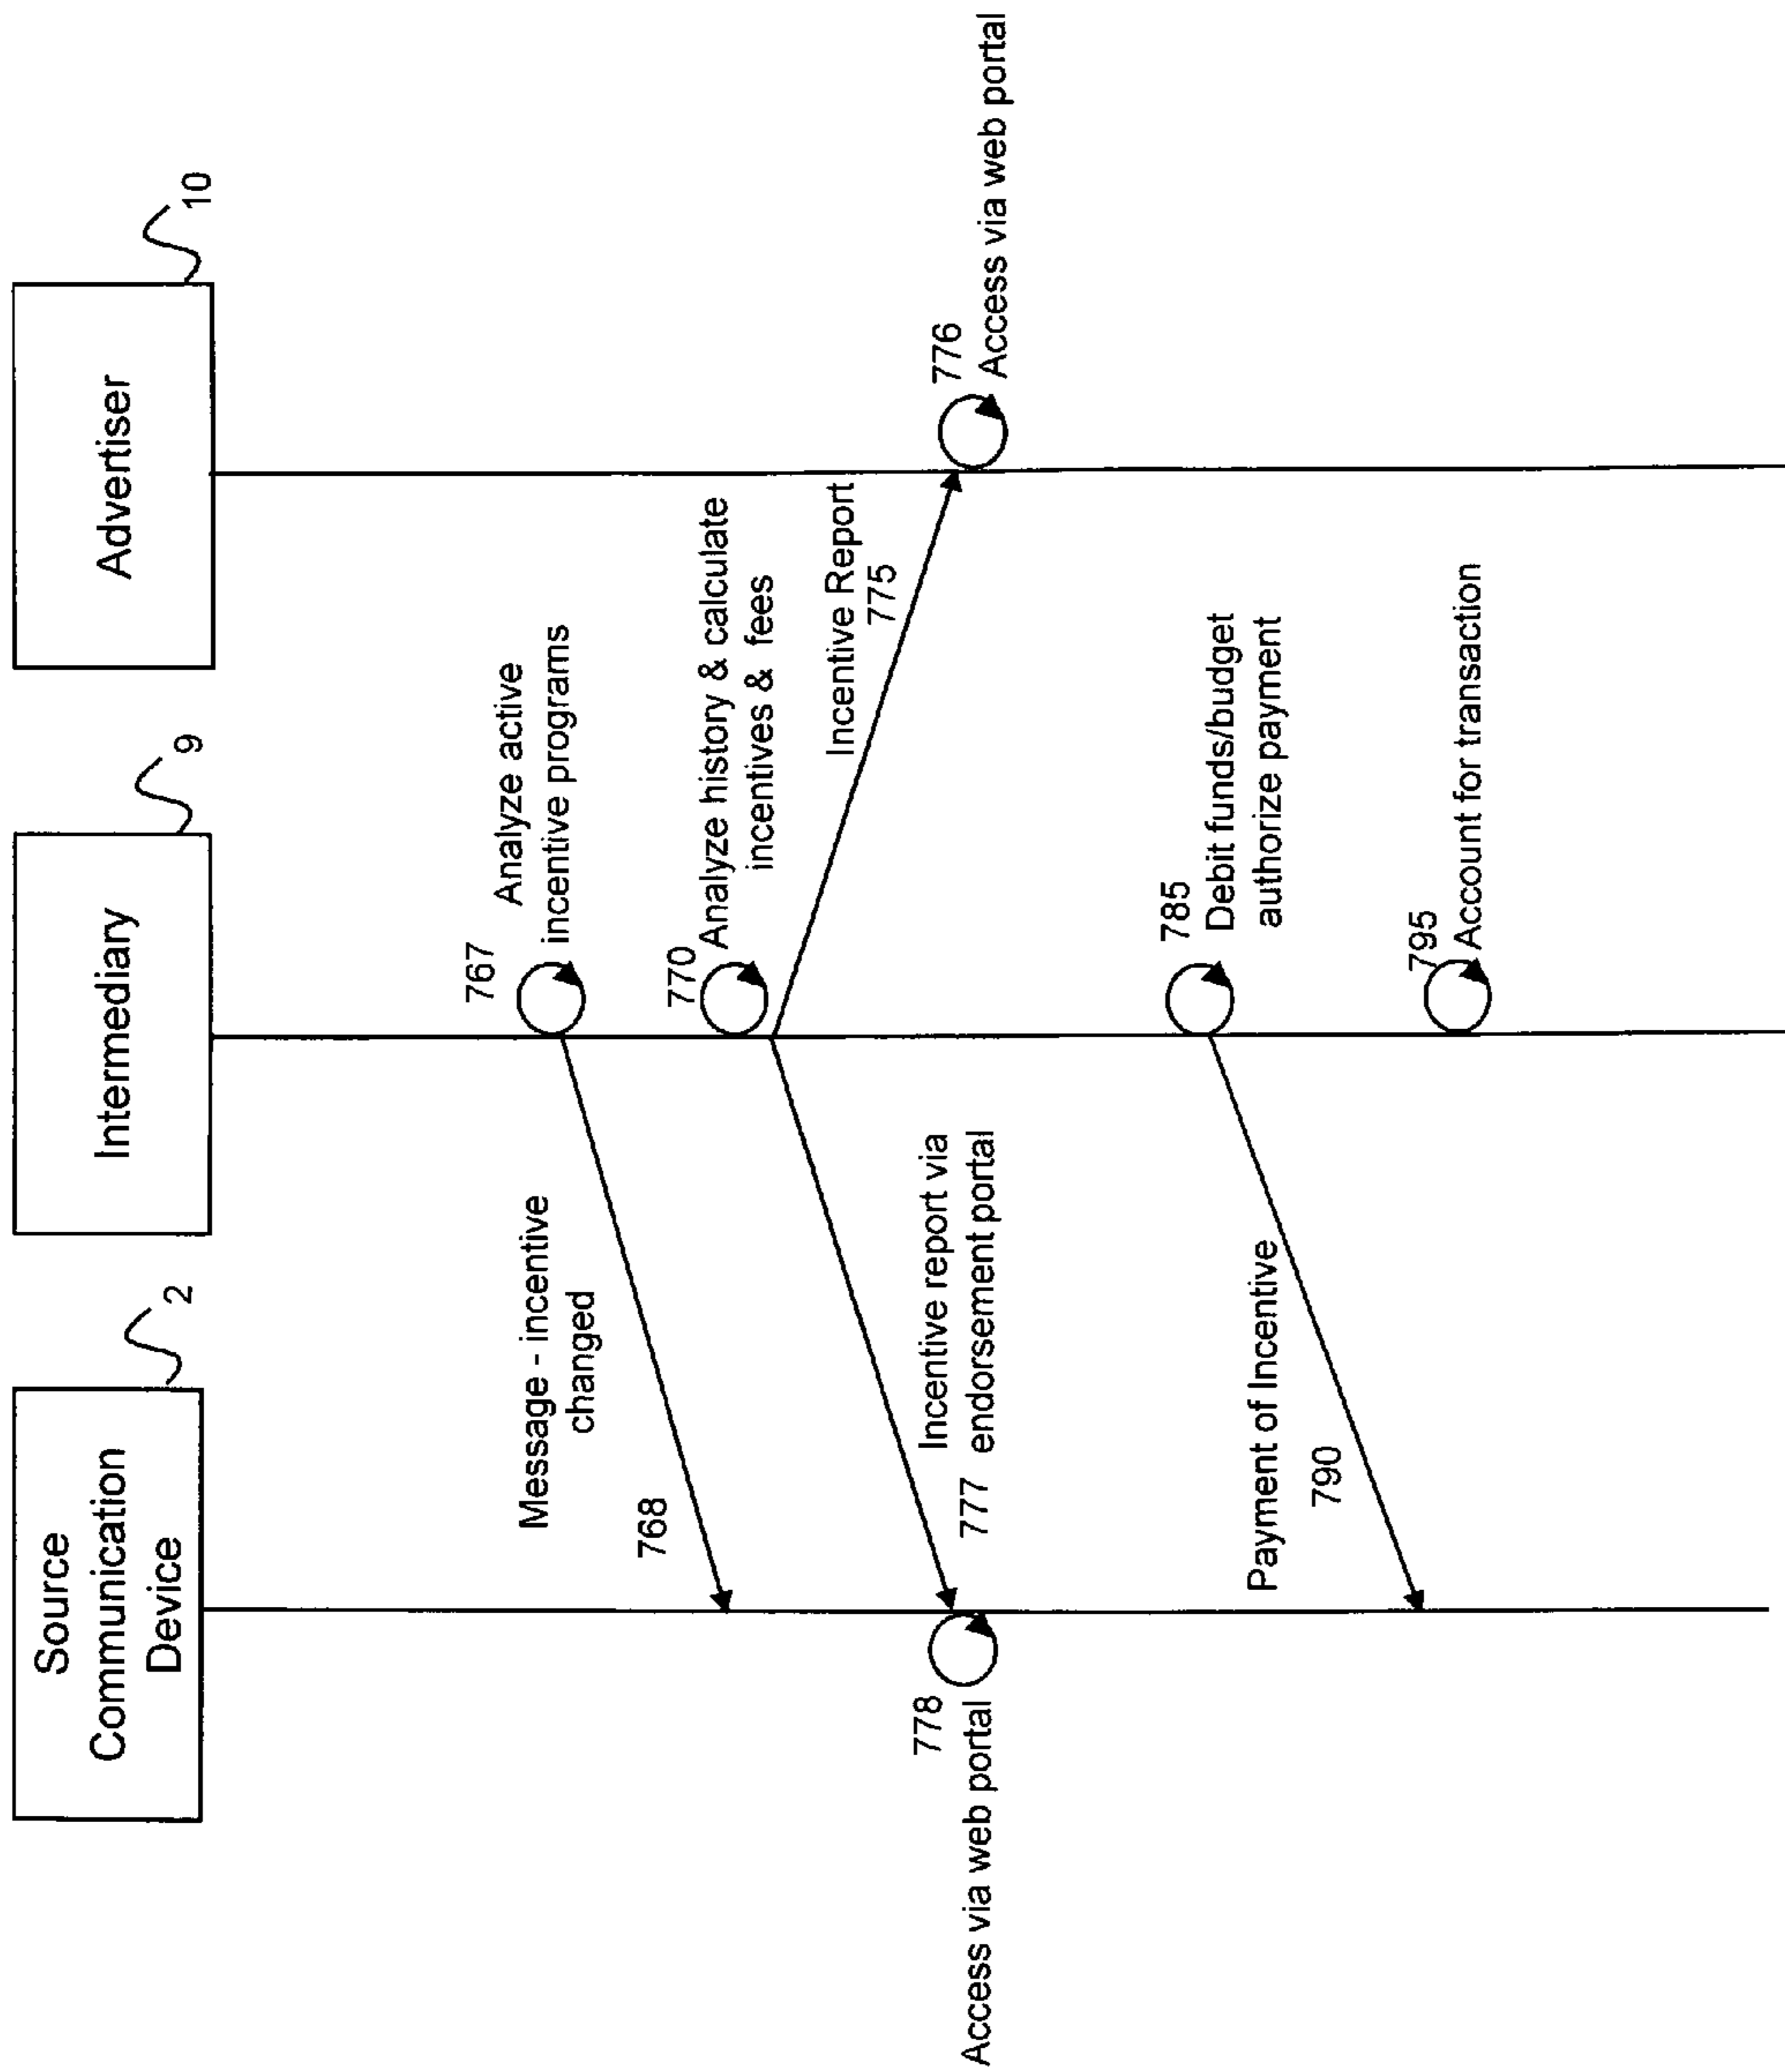 Source
Communication
Device
2
Intermediary
9
Advertiser
10
767
Analyze active
incentive programs
Message - incentive
changed
768
770
Analyze history & calculate
incentives & fees
Incentive Report
775
776
Access via web portal
Incentive report via
777 endorsement portal
778
Access via web portal
785
Debit funds/budget
authorize payment
Payment of Incentive
790
795
Account for transaction